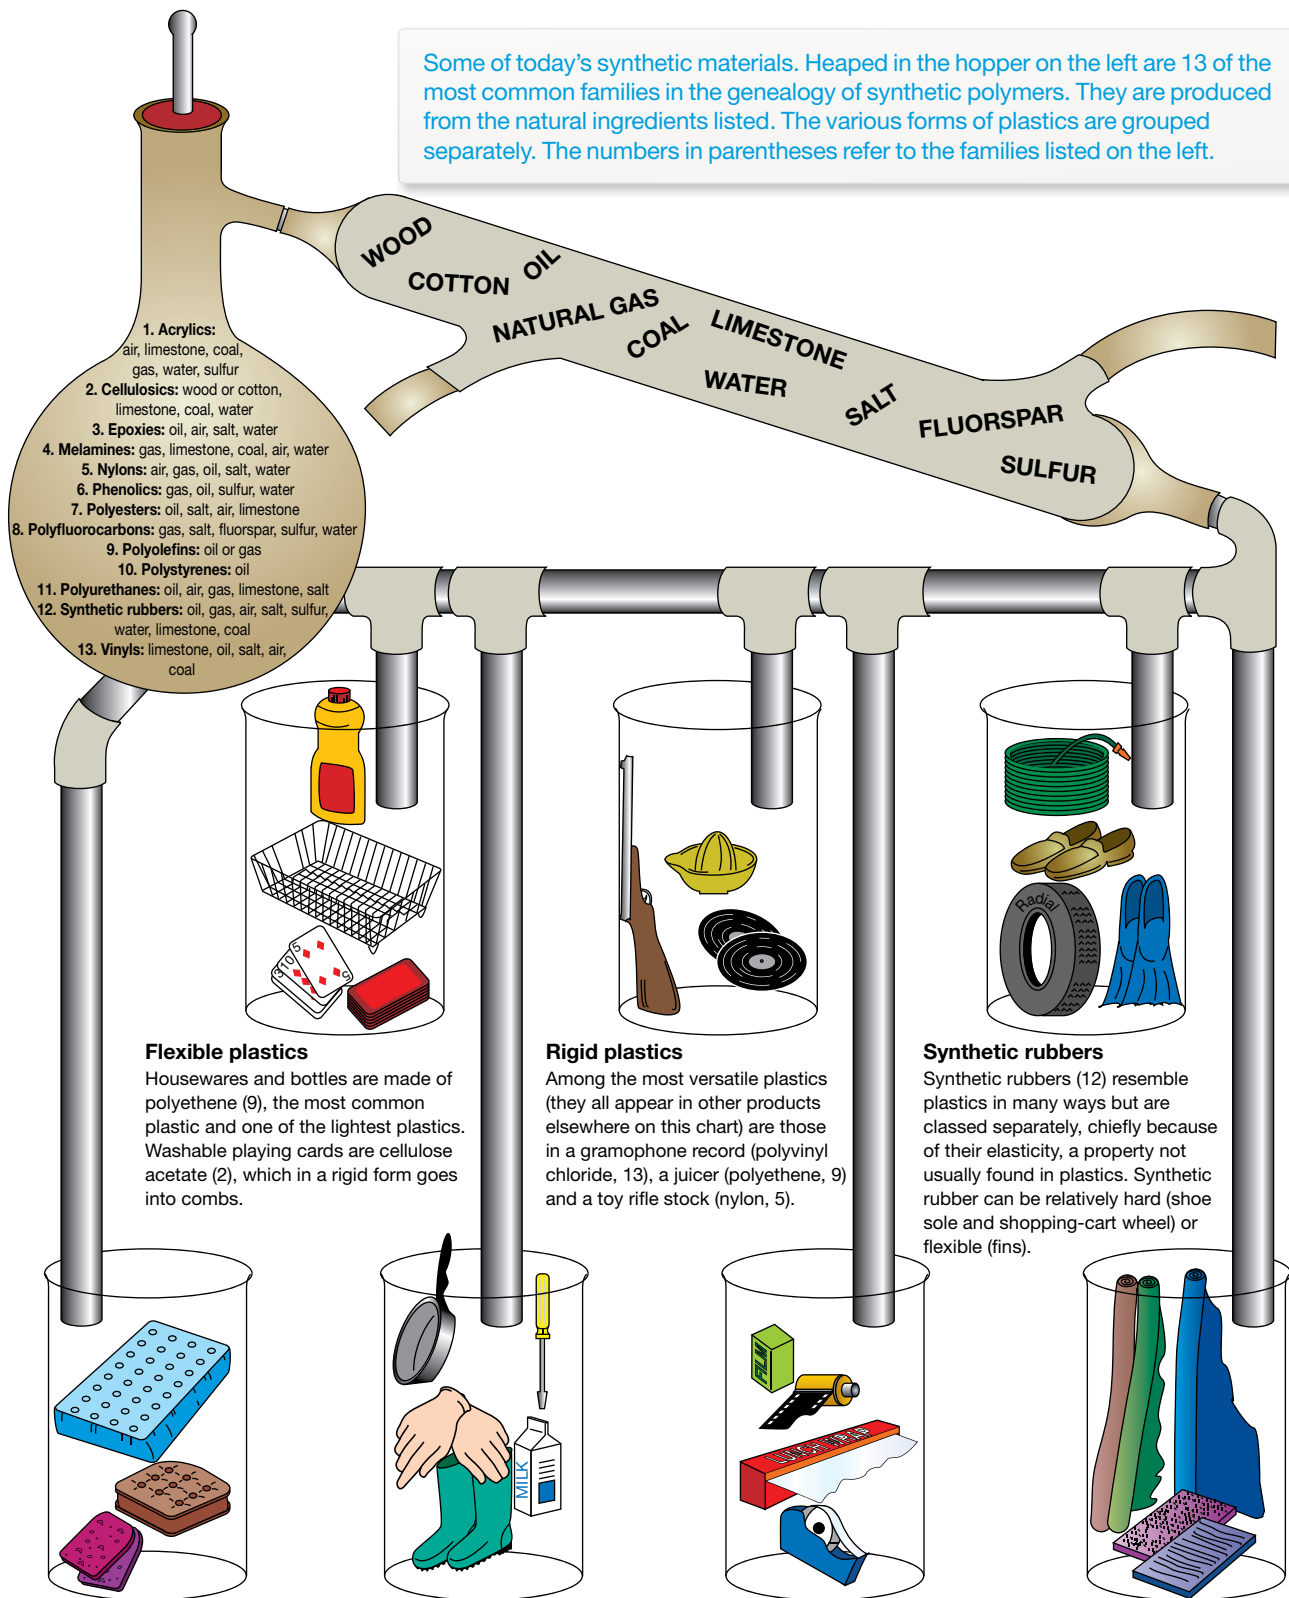 Some of today's synthetic materials. Heaped in the hopper on the left are 13 of the
most common families in the genealogy of synthetic polymers. They are produced
from the natural ingredients listed. The various forms of plastics are grouped
separately. The numbers in parentheses refer to the families listed on the left.
WOOD
COTTON
OIL
NATURAL GAS
COAL
LIMESTONE
WATER
SALT
FLUORSPAR
SULFUR
1. Acrylics:
air, limestone, coal,
gas, water, sulfur
2. Cellulosics: wood or cotton,
limestone, coal, water
3. Epoxies: oil, air, salt, water
4. Melamines: gas, limestone, coal, air, water
5. Nylons: air, gas, oil, salt, water
6. Phenolics: gas, oil, sulfur, water
7. Polyesters: oil, salt, air, limestone
8. Polyfluorocarbons: gas, salt, fluorspar, sulfur, water
9. Polyolefins: oil or gas
10. Polystyrenes: oil
11. Polyurethanes: oil, air, gas, limestone, salt
12. Synthetic rubbers: oil, gas, air, salt, sulfur,
water, limestone, coal
13. Vinyls: limestone, oil, salt, air,
coal
3
10
5
5
Radial
Flexible plastics
Housewares and bottles are made of
polyethene (9), the most common
plastic and one of the lightest plastics.
Washable playing cards are cellulose
acetate (2), which in a rigid form goes
into combs.
Rigid plastics
Among the most versatile plastics
(they all appear in other products
elsewhere on this chart) are those
in a gramophone record (polyvinyl
chloride, 13), a juicer (polyethene, 9)
and a toy rifle stock (nylon, 5).
Synthetic rubbers
Synthetic rubbers (12) resemble
plastics in many ways but are
classed separately, chiefly because
of their elasticity, a property not
usually found in plastics. Synthetic
rubber can be relatively hard (shoe
sole and shopping-cart wheel) or
flexible (fins).
MILK
FILM
LUNCH WRAP